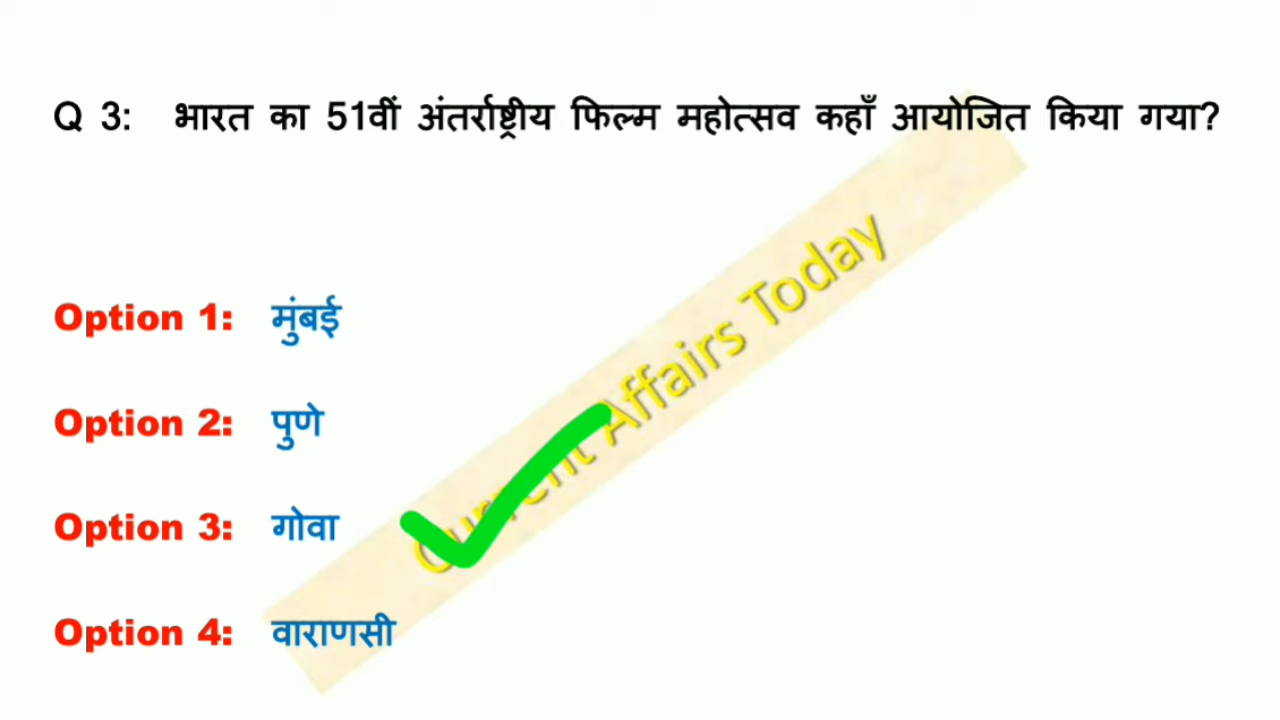 Q 3: भारत का 51वीं अंतर्राष्ट्रीय फिल्म महोत्सव कहाँ आयोजित किया गया?
Option 1: मुंबई
Option 2: पुणे
Option 3: गोवा
Option 4: वाराणसी
Current Affairs Today